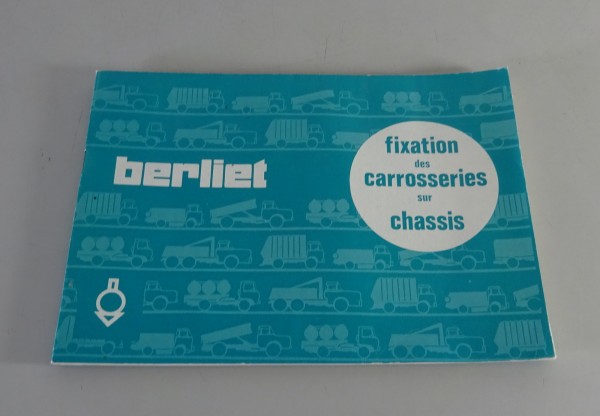 berliet
fixation
des
carrosseries
sur
chassis